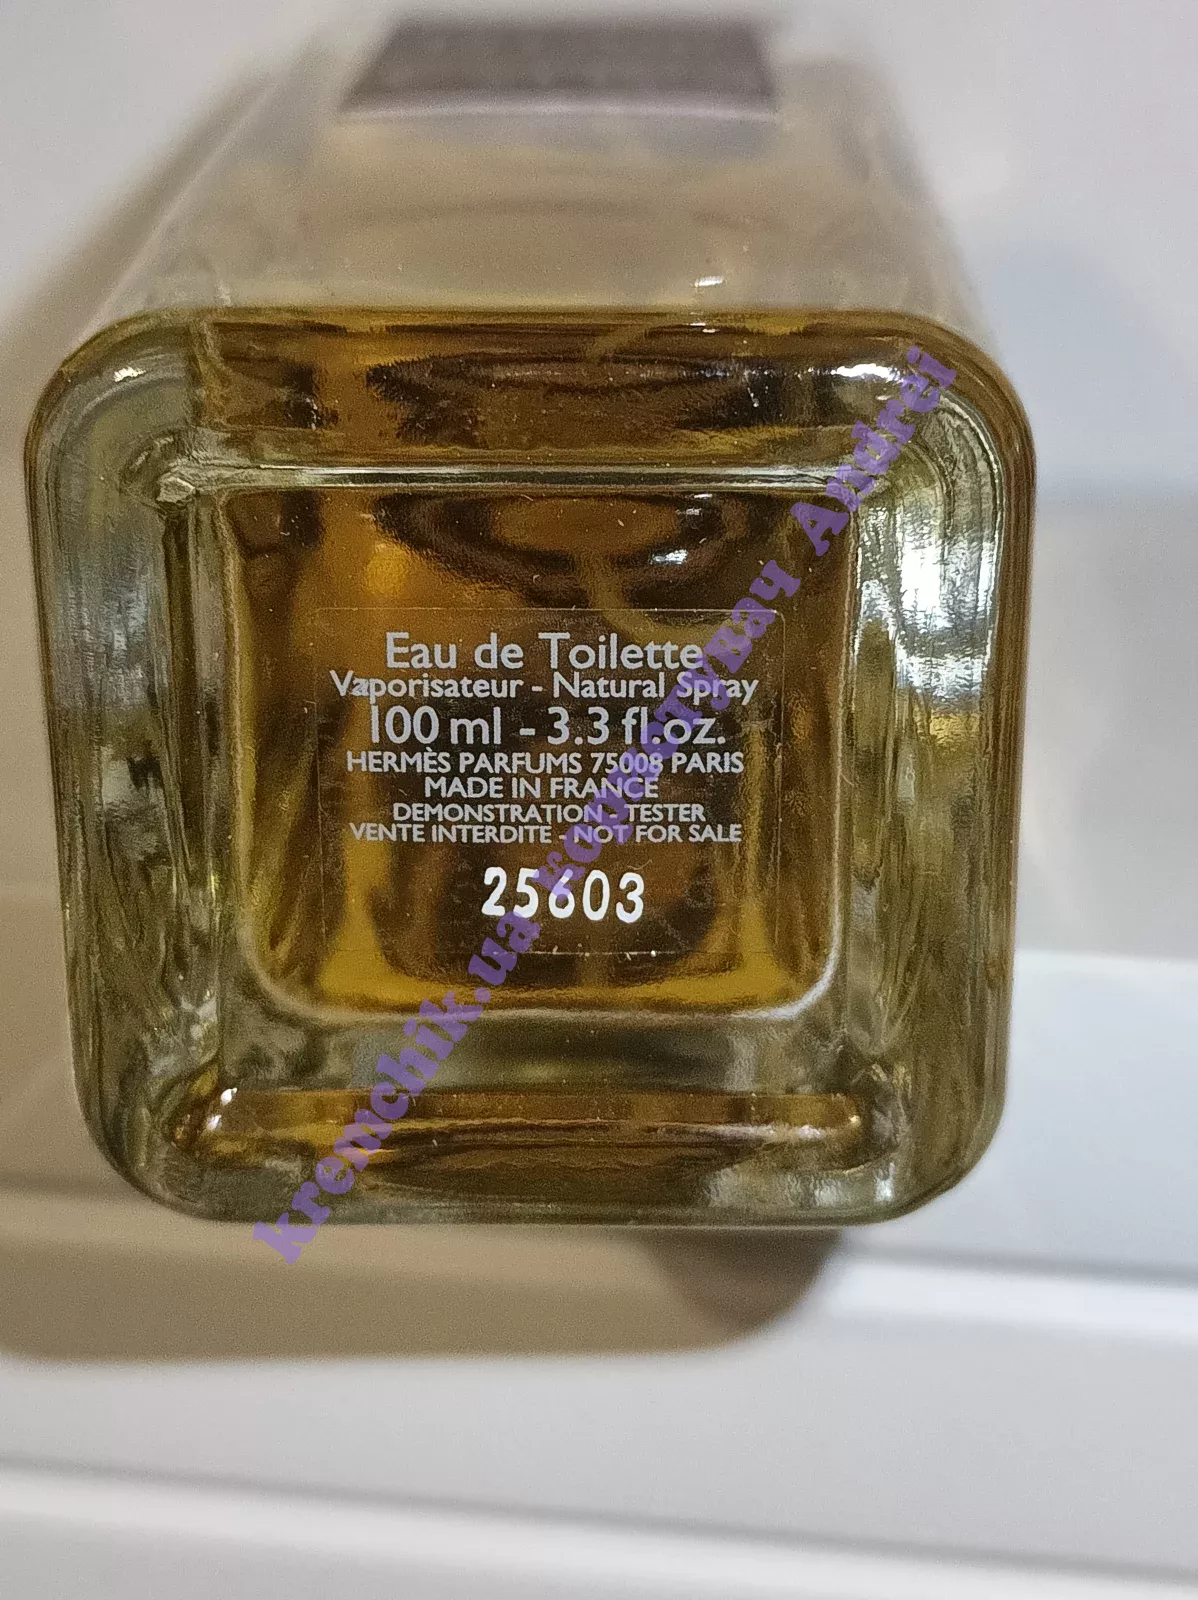 Eau de Toilette
Vaporisateur - Natural Spray
100 ml - 3.3 fl.oz.
HERMÈS PARFUMS 75008 PARIS
MADE IN FRANCE
DEMONSTRATION - TESTER
VENTE INTERDITE - NOT FOR SALE
25603
kremchik.ua користувач Andrei